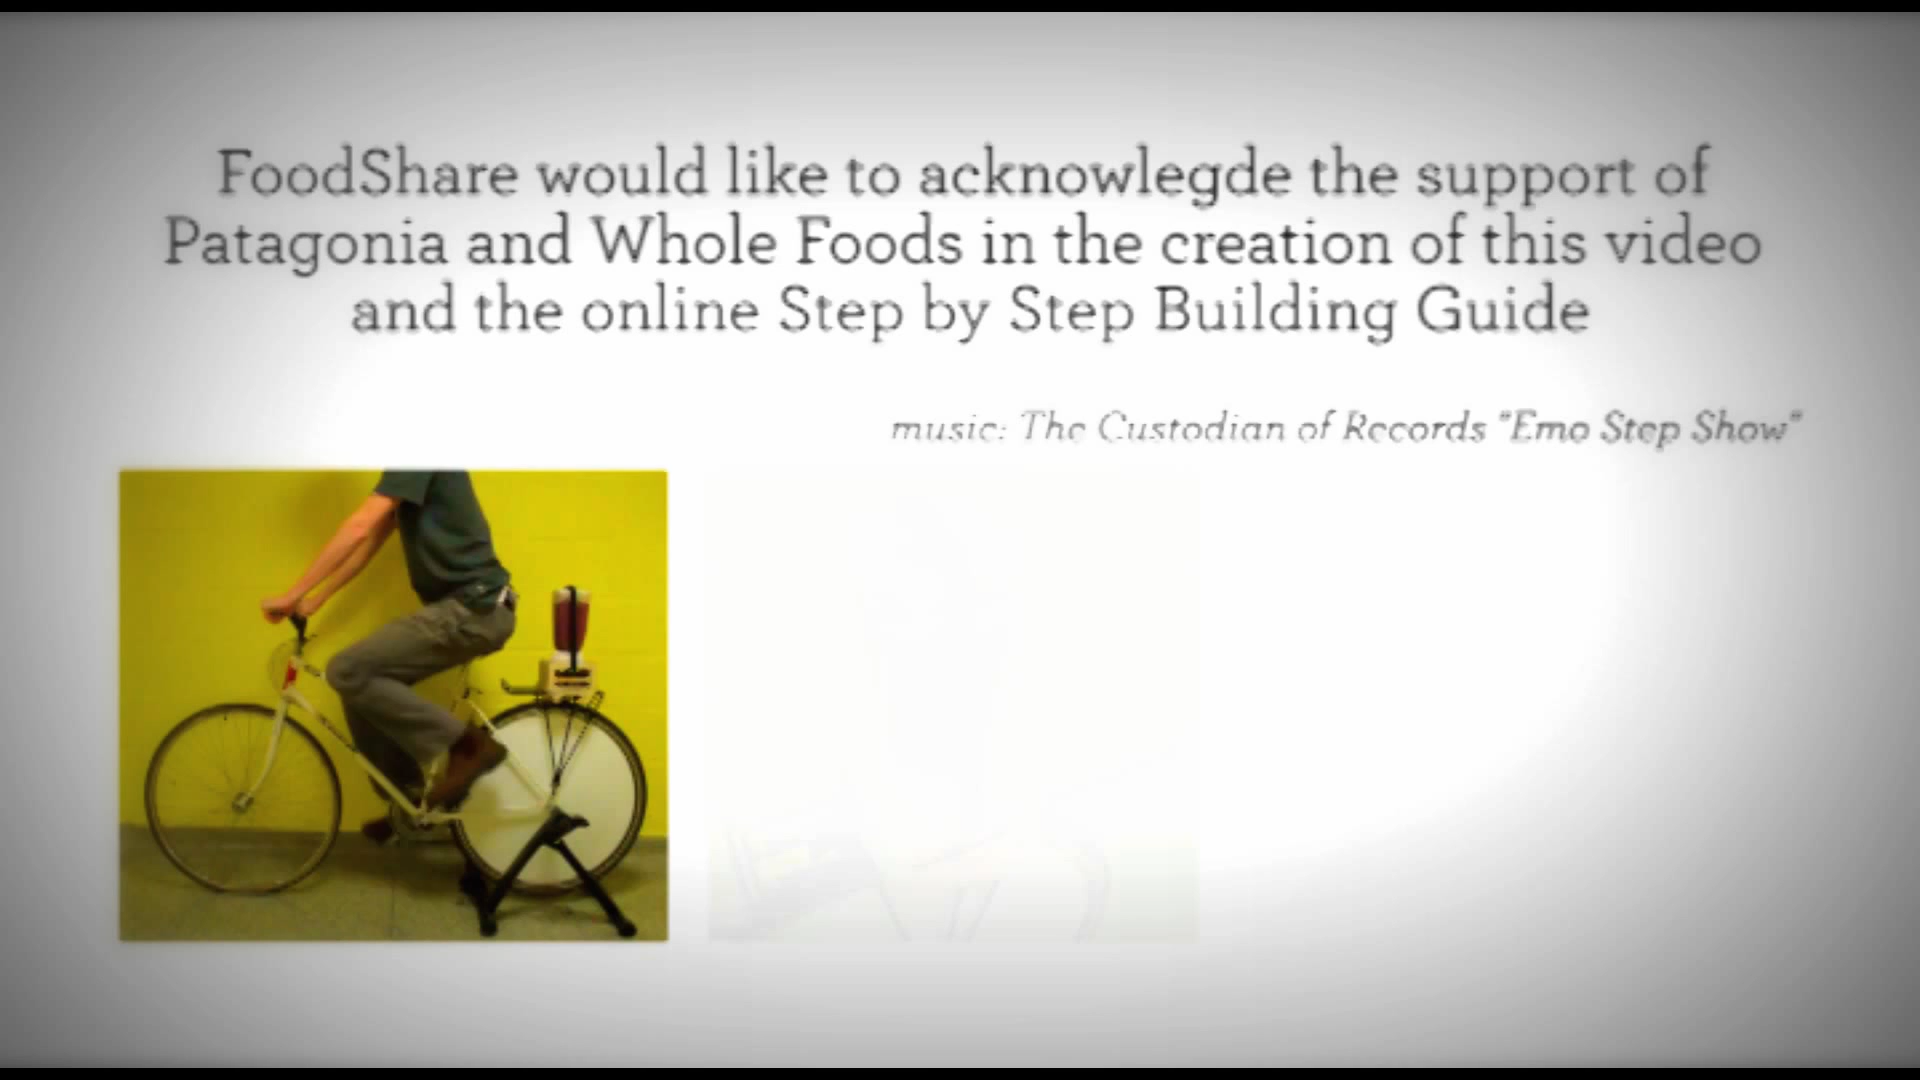 FoodShare would like to acknowlegde the support of
Patagonia and Whole Foods in the creation of this video
and the online Step by Step Building Guide
music: The Custodian of Records "Emo Step Show"